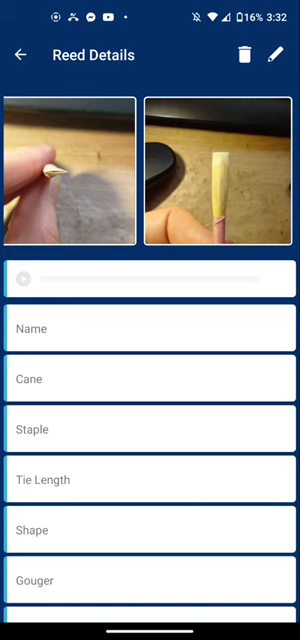 16% 3:32
Reed Details
Name
Cane
Staple
Tie Length
Shape
Gouger